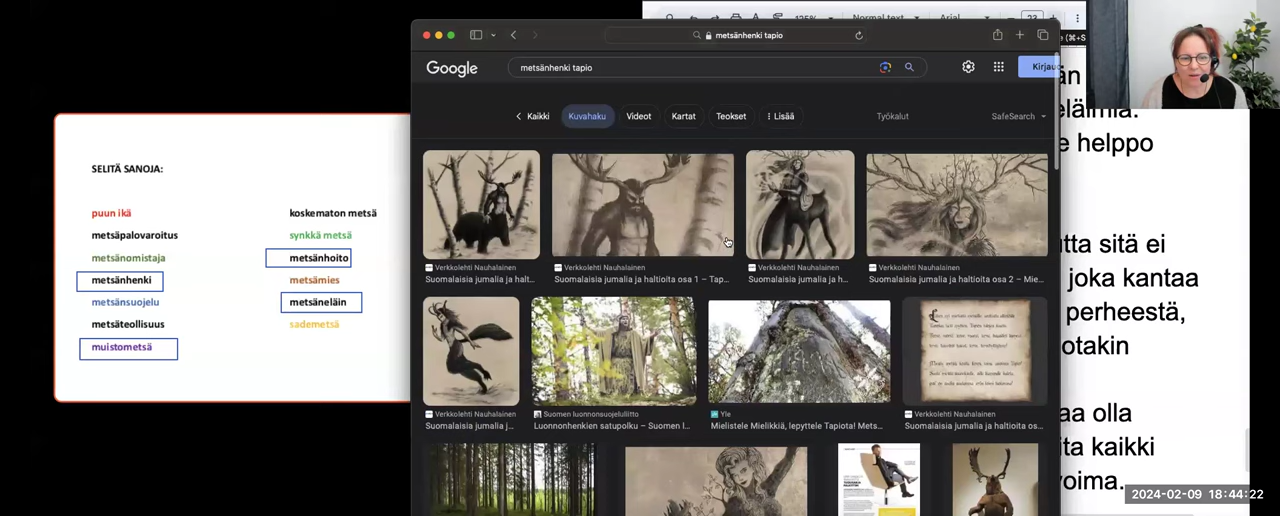 SELITÄ SANOJA:
puun ikä
metsäpalovaroitus
metsänomistaja
metsänhenki
metsänsuojelu
metsäteollisuus
muistometsä
koskematon metsä
synkkä metsä
metsänhoito
metsämies
metsäneläin
sademetsä
metsänhenki tapio
Google
metsänhenki tapio
Kirjau
Kaikki
Kuvahaku
Videot
Kartat
Teokset
Lisää
Työkalut
SafeSearch
Verkkolehti Nauhalainen
Suomalaisia jumalia ja halt...
Verkkolehti Nauhalainen
Suomalaisia jumalia ja haltioita osa 1 – Tap...
Verkkolehti Nauhalainen
Suomalaisia jumalia ja h...
Verkkolehti Nauhalainen
Suomalaisia jumalia ja haltioita osa 2 – Mie...
Verkkolehti Nauhalainen
Suomalaisia jumalia j...
Suomen luonnonsuojeluliitto
Luonnonhenkien satupolku – Suomen l...
Yle
Mielistele Mielikkiä, lepyttele Tapiota! Mets...
Verkkolehti Nauhalainen
Suomalaisia jumalia ja haltioita os...
125%
Normal text
Arial
än
eläimiä.
e helppo
utta sitä ei
joka kantaa
perheestä,
otakin
aa olla
ita kaikki
voima.
2024-02-09 18:44:22